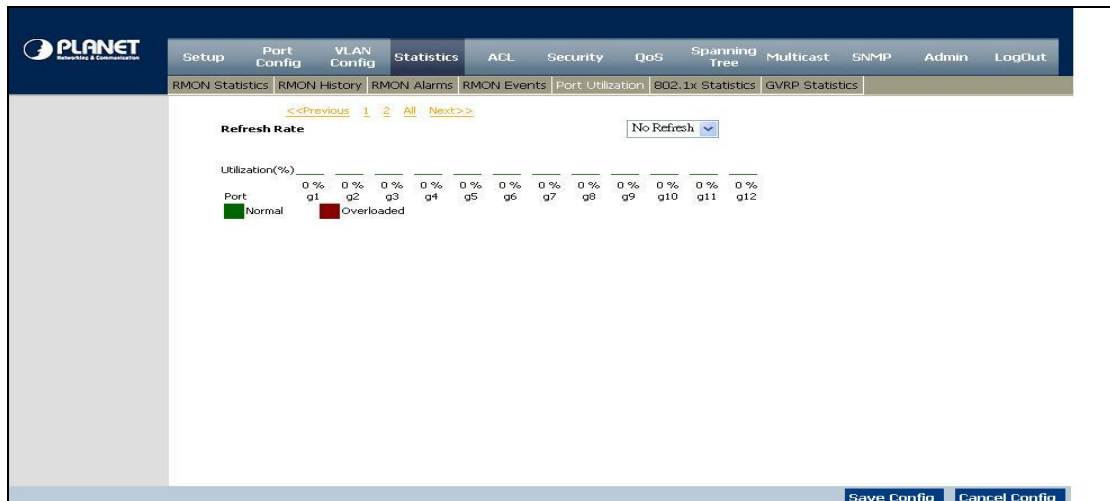 PLANET
Networking & Communication
Setup Port Config VLAN Config Statistics ACL Security QoS Spanning Tree Multicast SNMP Admin LogOut
RMON Statistics RMON History RMON Alarms RMON Events Port Utilization 802.1x Statistics GVRP Statistics
<<Previous 1 2 All Next>>
Refresh Rate No Refresh
Utilization(%)
0 % 0 % 0 % 0 % 0 % 0 % 0 % 0 % 0 % 0 % 0 % 0 %
Port g1 g2 g3 g4 g5 g6 g7 g8 g9 g10 g11 g12
Normal Overloaded
Save Config Cancel Config